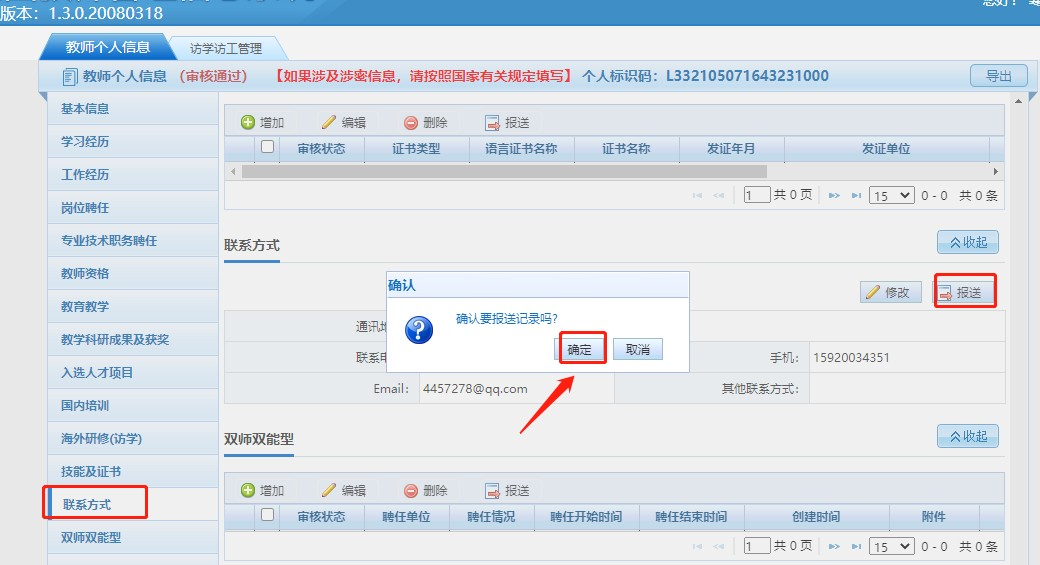 版本：1.3.0.20080318
您好！
教师个人信息 访学访工管理
教师个人信息 （审核通过） 【如果涉及涉密信息，请按照国家有关规定填写】 个人标识码：L332105071643231000 导出
基本信息
学习经历
工作经历
岗位聘任
专业技术职务聘任
教师资格
教育教学
教学科研成果及获奖
入选人才项目
国内培训
海外研修(访学)
技能及证书
联系方式
双师双能型
增加 编辑 删除 报送
审核状态 证书类型 语言证书名称 证书名称 发证年月 发证单位
1 共 0 页 15 0 - 0 共 0 条
联系方式 收起
修改 报送
确认
确认要报送记录吗?
确定 取消
通讯地
联系电
手机： 15920034351
Email： 4457278@qq.com 其他联系方式：
双师双能型 收起
增加 编辑 删除 报送
审核状态 聘任单位 聘任情况 聘任开始时间 聘任结束时间 创建时间 附件
1 共 0 页 15 0 - 0 共 0 条